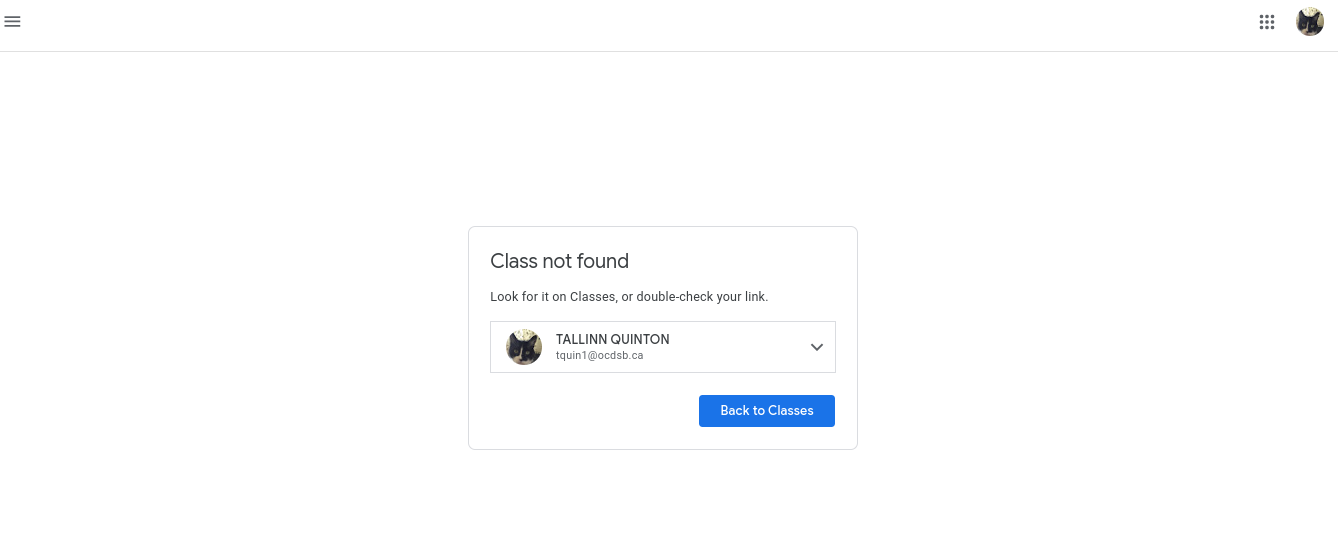 Class not found
Look for it on Classes, or double-check your link.
TALLINN QUINTON
tquin1@ocdsb.ca
Back to Classes